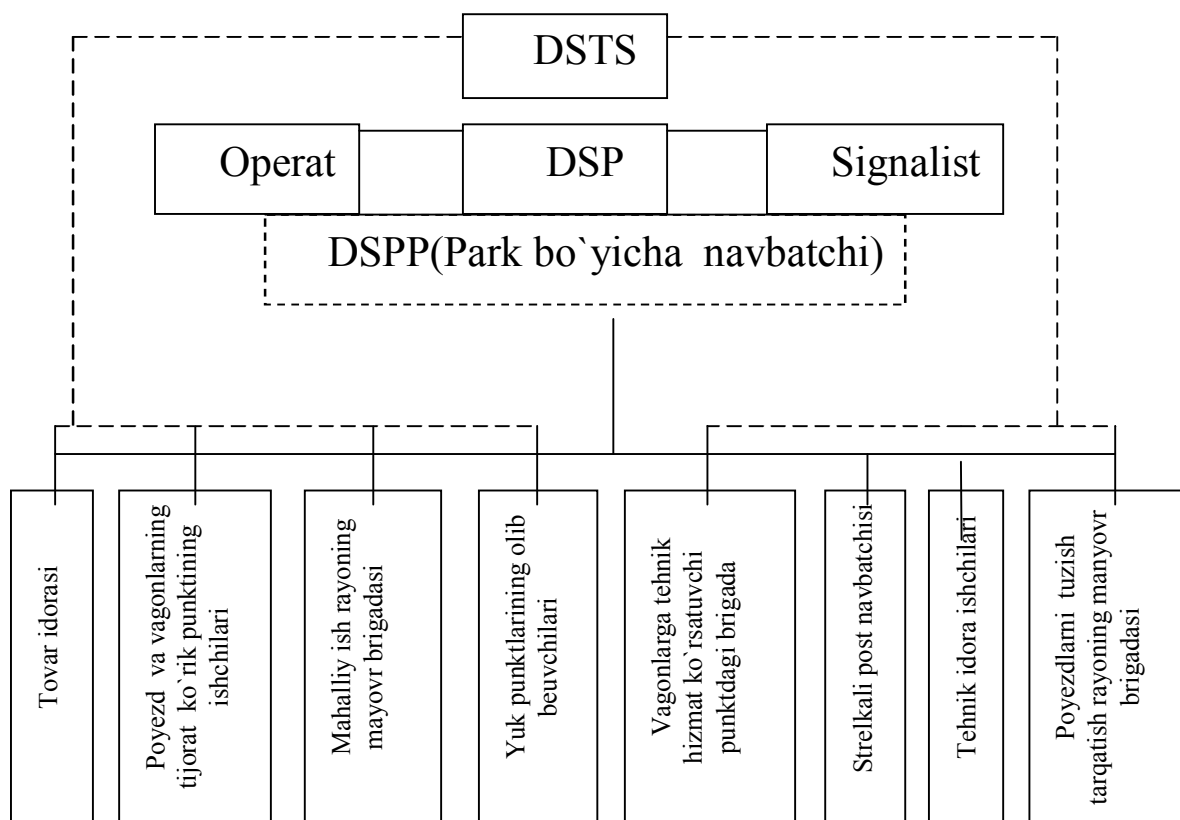 DSTS
Operat
DSP
Signalist
DSPP(Park bo`yicha navbatchi)
Tovar idorasi
Poyezd va vagonlarning
tijorat ko`rik punktining
ishchilari
Mahalliy ish rayoning
mayovr brigadasi
Yuk punktlarining olib
beuvchilari
Vagonlarga tehnik
hizmat ko`rsatuvchi
punktdagi brigada
Strelkali post navbatchisi
Tehnik idora ishchilari
Poyezdlarni tuzish
tarqatish rayoning manyovr
brigadasi